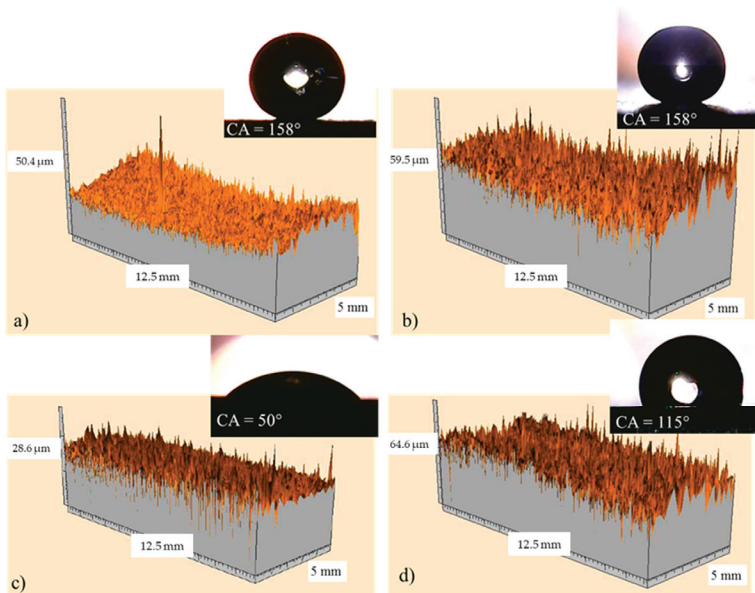 CA = 158°
50.4 µm
12.5 mm
5 mm
a)
CA = 158°
59.5 µm
12.5 mm
5 mm
b)
CA = 50°
28.6 µm
12.5 mm
5 mm
c)
CA = 115°
64.6 µm
12.5 mm
5 mm
d)